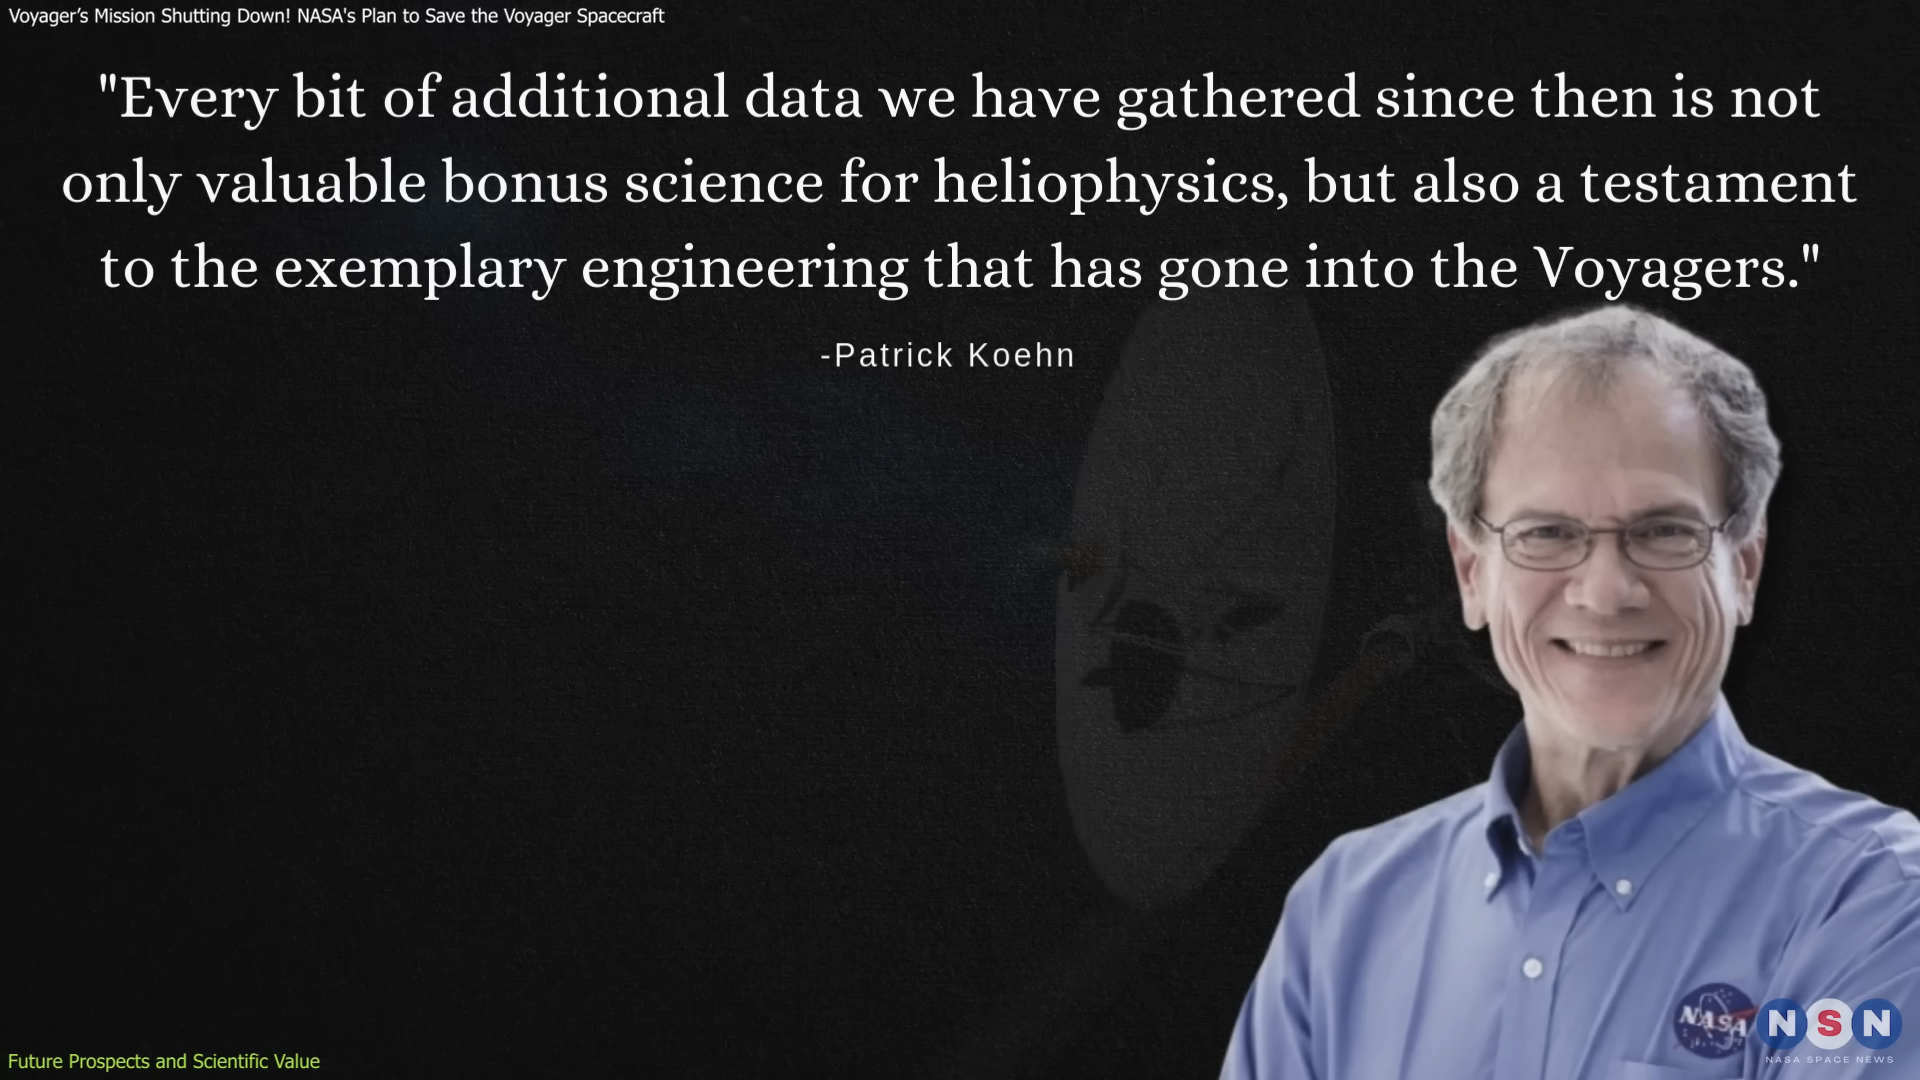 Voyager’s Mission Shutting Down! NASA's Plan to Save the Voyager Spacecraft
"Every bit of additional data we have gathered since then is not
only valuable bonus science for heliophysics, but also a testament
to the exemplary engineering that has gone into the Voyagers."
-Patrick Koehn
NASA
NSN
NASA SPACE NEWS
Future Prospects and Scientific Value